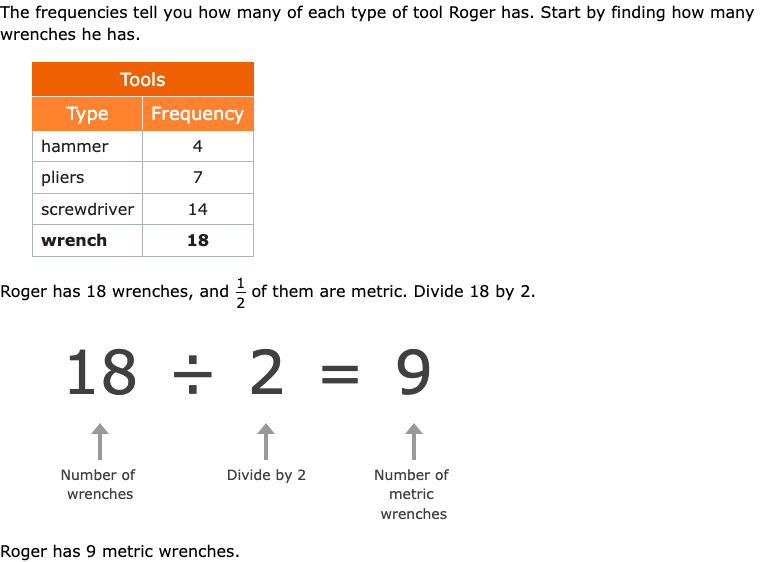 The frequencies tell you how many of each type of tool Roger has. Start by finding how many
wrenches he has.
Tools
Type Frequency
hammer 4
pliers 7
screwdriver 14
wrench 18
Roger has 18 wrenches, and 1/2 of them are metric. Divide 18 by 2.
18 ÷ 2 = 9
↑ ↑ ↑
Number of Divide by 2 Number of
wrenches metric
wrenches
Roger has 9 metric wrenches.